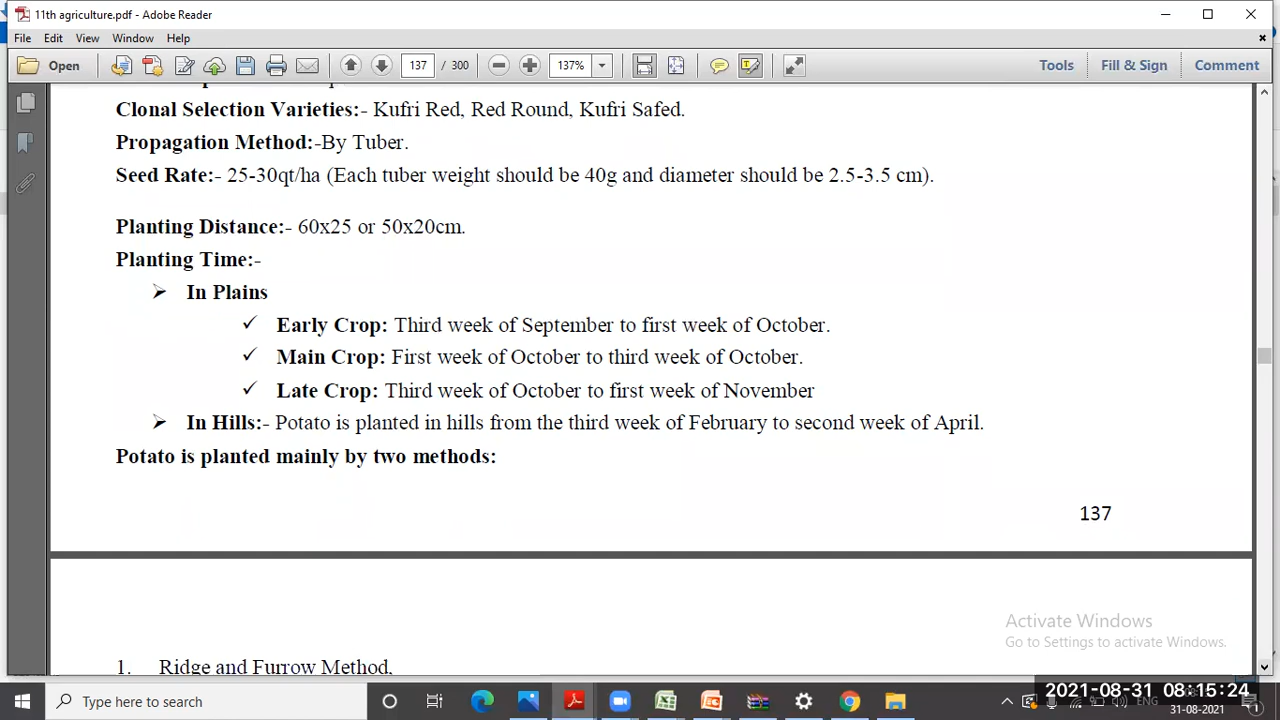 11th agriculture.pdf - Adobe Reader
File Edit View Window Help
Open 137 / 300 137% Tools Fill & Sign Comment
Clonal Selection Varieties:- Kufri Red, Red Round, Kufri Safed.
Propagation Method:-By Tuber.
Seed Rate:- 25-30qt/ha (Each tuber weight should be 40g and diameter should be 2.5-3.5 cm).
Planting Distance:- 60x25 or 50x20cm.
Planting Time:-
➢ In Plains
✓ Early Crop: Third week of September to first week of October.
✓ Main Crop: First week of October to third week of October.
✓ Late Crop: Third week of October to first week of November
➢ In Hills:- Potato is planted in hills from the third week of February to second week of April.
Potato is planted mainly by two methods:
137
Activate Windows
Go to Settings to activate Windows.
1. Ridge and Furrow Method,
Type here to search
2021-08-31 08:15:24
ENG
31-08-2021